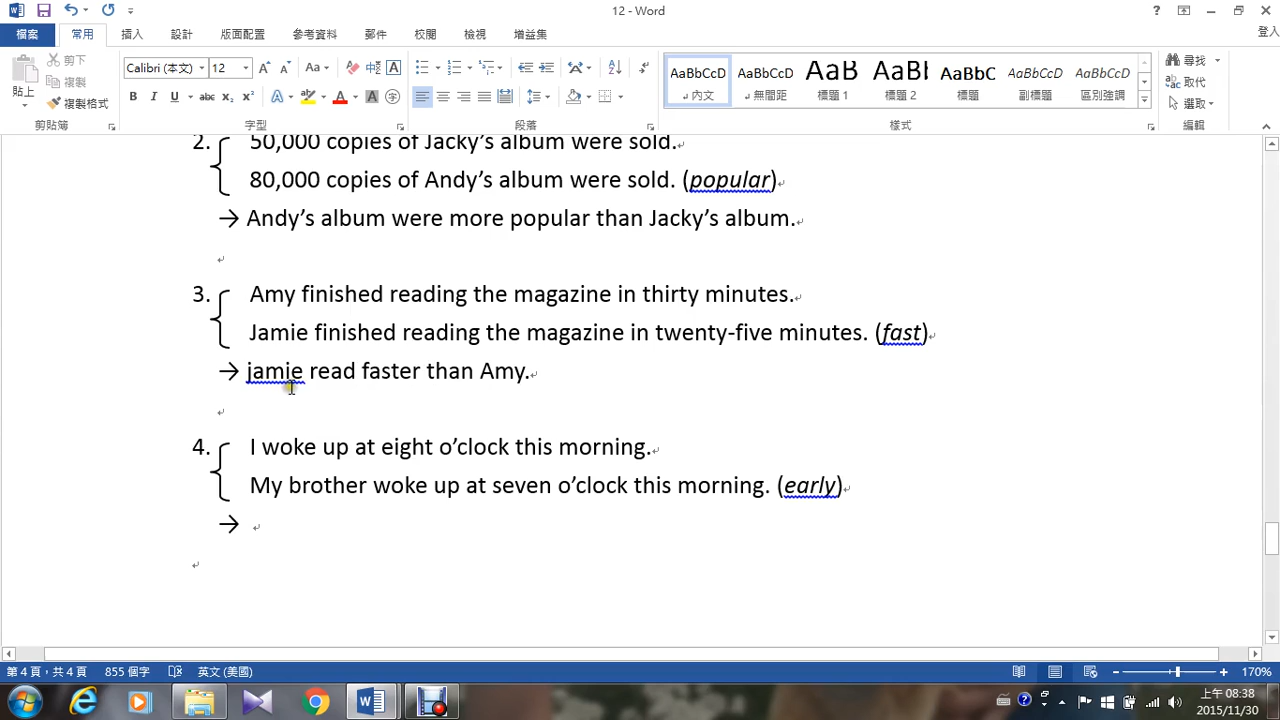 12 - Word
登入
檔案 常用 插入 設計 版面配置 參考資料 郵件 校閱 檢視 增益集
剪下
複製
複製格式
貼上
剪貼簿
Calibri (本文) 12
字型
段落
AaBbCcD AaBbCcD AaB AaBb AaBbC AaBbCcD AaBbCcD
內文 無間距 標題 1 標題 2 標題 副標題 區別強調
樣式
尋找
取代
選取
編輯
2. 50,000 copies of Jacky’s album were sold.
80,000 copies of Andy’s album were sold. (popular)
→ Andy’s album were more popular than Jacky’s album.
3. Amy finished reading the magazine in thirty minutes.
Jamie finished reading the magazine in twenty-five minutes. (fast)
→ jamie read faster than Amy.
4. I woke up at eight o’clock this morning.
My brother woke up at seven o’clock this morning. (early)
→
第 4 頁，共 4 頁 855 個字 英文 (美國) 170%
上午 08:38
2015/11/30